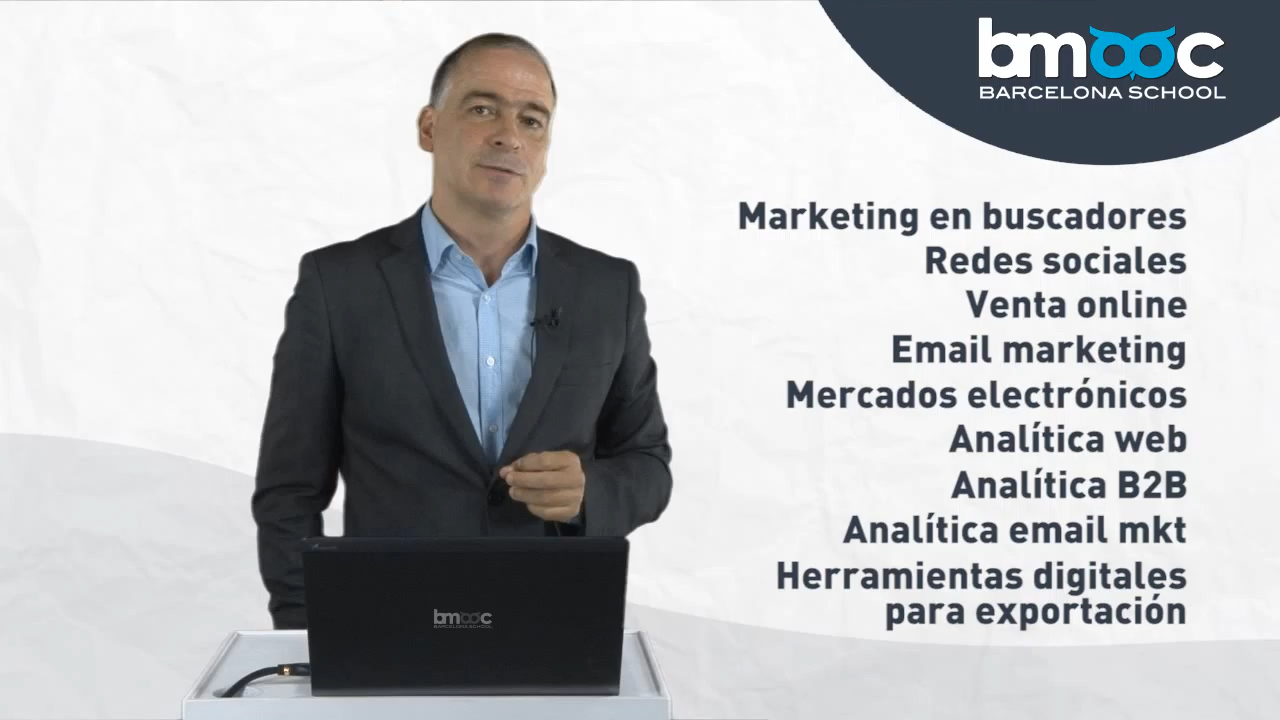 bmooc
BARCELONA SCHOOL
Marketing en buscadores
Redes sociales
Venta online
Email marketing
Mercados electrónicos
Analítica web
Analítica B2B
Analítica email mkt
Herramientas digitales
para exportación
bmooc
BARCELONA SCHOOL